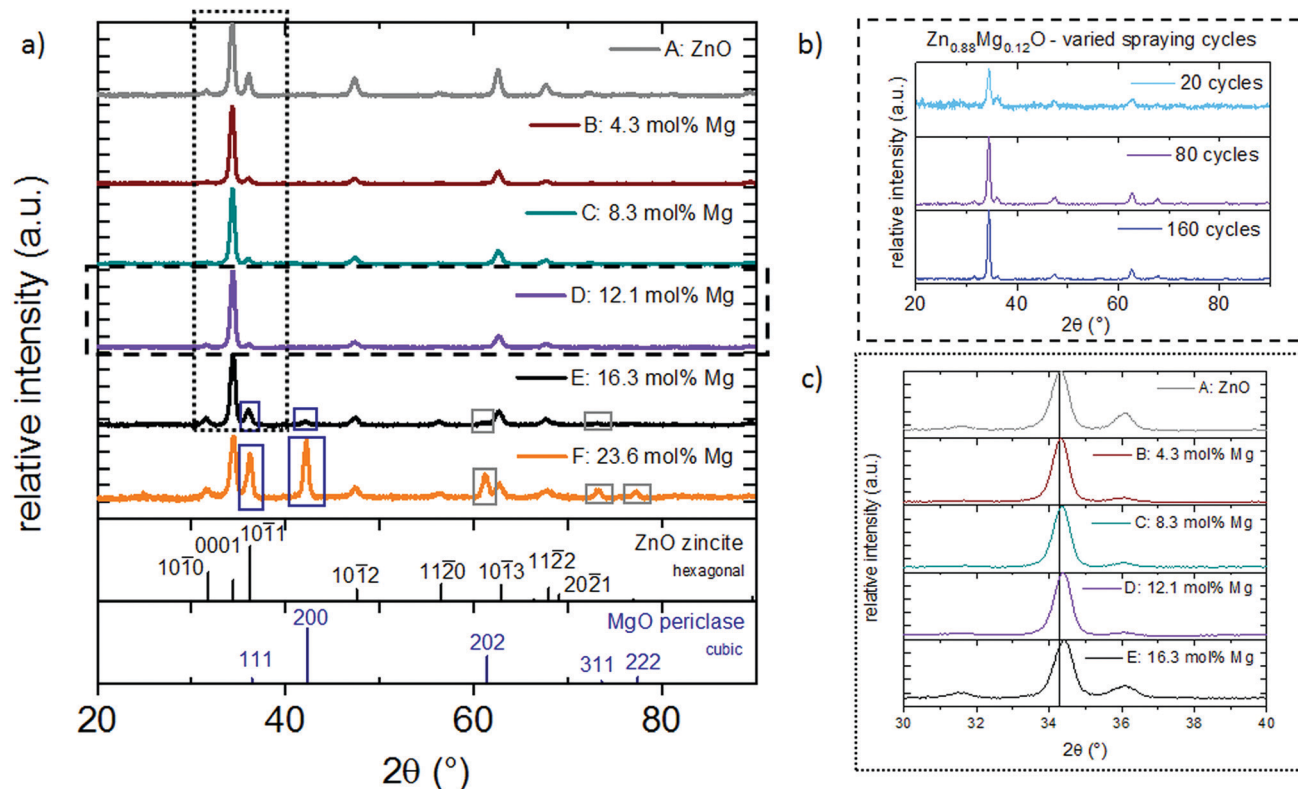 a)
relative intensity (a.u.)
A: ZnO
B: 4.3 mol% Mg
C: 8.3 mol% Mg
D: 12.1 mol% Mg
E: 16.3 mol% Mg
F: 23.6 mol% Mg
ZnO zincite
hexagonal
101̅0
0001
101̅1
101̅2
112̅0
101̅3
112̅2
202̅1
MgO periclase
cubic
111
200
202
311
222
20 40 60 80
2θ (°)
b)
Zn0.88Mg0.12O - varied spraying cycles
relative intensity (a.u.)
20 cycles
80 cycles
160 cycles
20 40 60 80
2θ (°)
c)
relative intensity (a.u.)
A: ZnO
B: 4.3 mol% Mg
C: 8.3 mol% Mg
D: 12.1 mol% Mg
E: 16.3 mol% Mg
30 32 34 36 38 40
2θ (°)